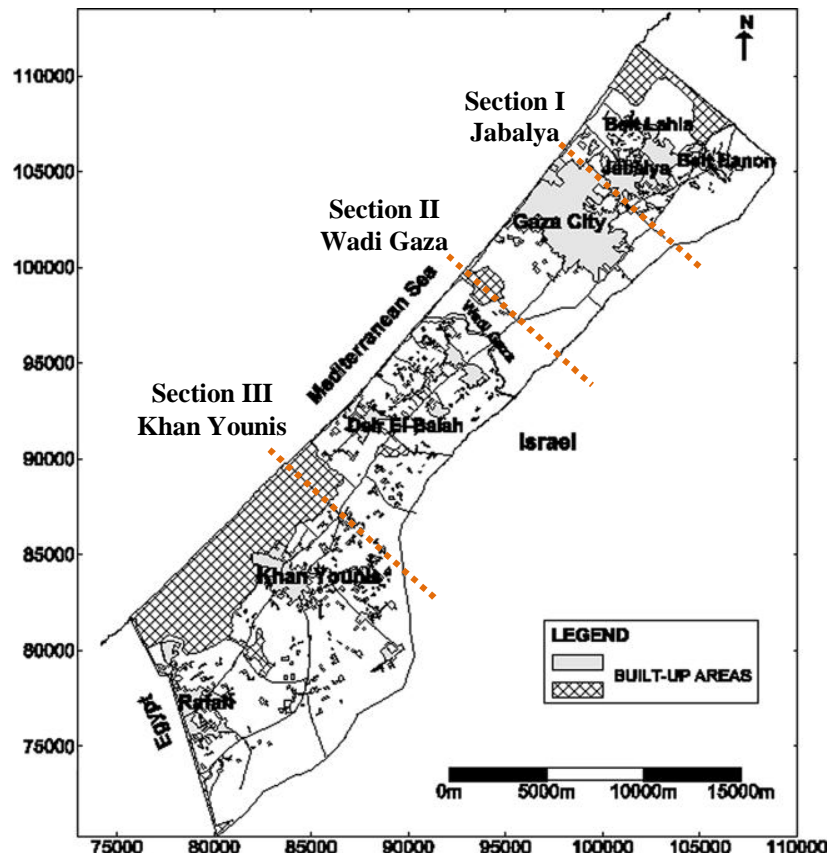 N
110000
105000
100000
95000
90000
85000
80000
75000
Section I
Jabalya
Beit Lahia
Jabalya
Beit Hanon
Section II
Wadi Gaza
Gaza City
Mediterranean Sea
Wadi Gaza
Section III
Khan Younis
Deir El Balah
Israel
Khan Younis
Rafah
Egypt
LEGEND
BUILT-UP AREAS
0m 5000m 10000m 15000m
75000 80000 85000 90000 95000 100000 105000 110000